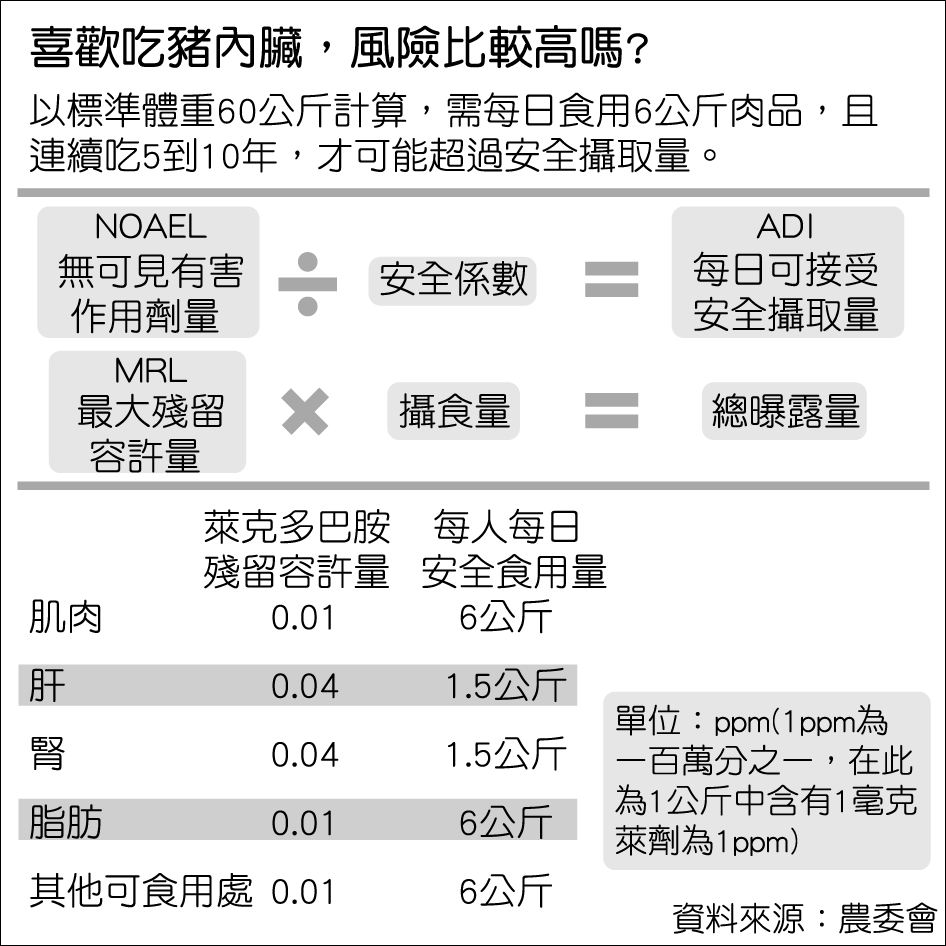 喜歡吃豬內臟，風險比較高嗎?
以標準體重60公斤計算，需每日食用6公斤肉品，且
連續吃5到10年，才可能超過安全攝取量。
NOAEL
無可見有害
作用劑量
÷
安全係數
=
ADI
每日可接受
安全攝取量
MRL
最大殘留
容許量
×
攝食量
=
總曝露量
萊克多巴胺 每人每日
殘留容許量 安全食用量
肌肉 0.01 6公斤
肝 0.04 1.5公斤
腎 0.04 1.5公斤
脂肪 0.01 6公斤
其他可食用處 0.01 6公斤
單位：ppm(1ppm為
一百萬分之一，在此
為1公斤中含有1毫克
萊劑為1ppm)
資料來源：農委會